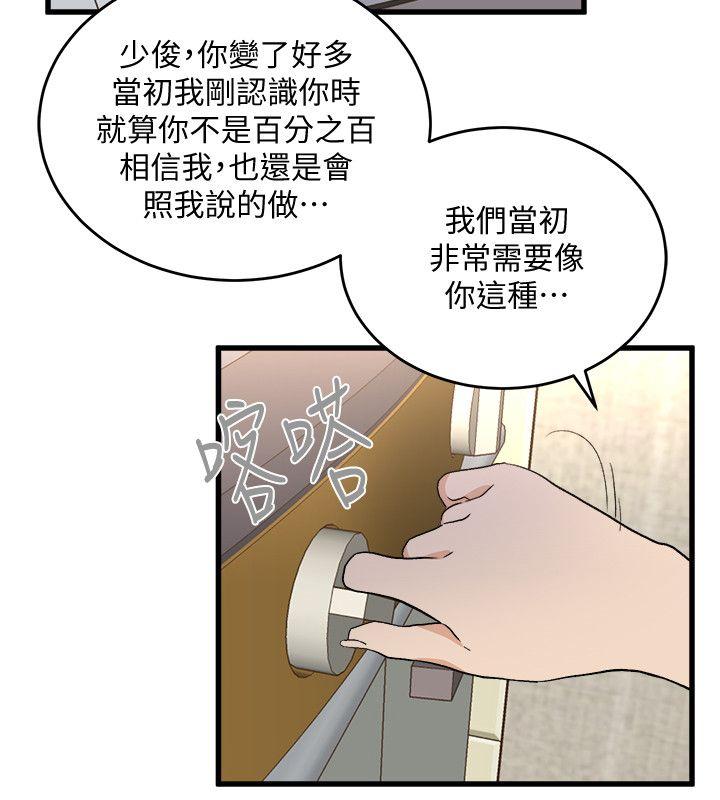 少俊，你變了好多
當初我剛認識你時
就算你不是百分之百
相信我，也還是會
照我說的做…
我們當初
非常需要像
你這種…
喀嗒